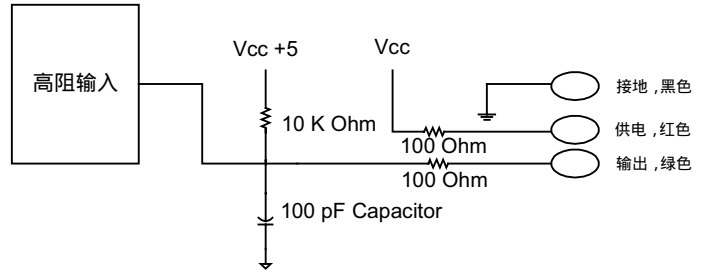 高阻输入
Vcc +5
Vcc
10 K Ohm
100 Ohm
100 Ohm
100 pF Capacitor
接地 ,黑色
供电 ,红色
输出 ,绿色